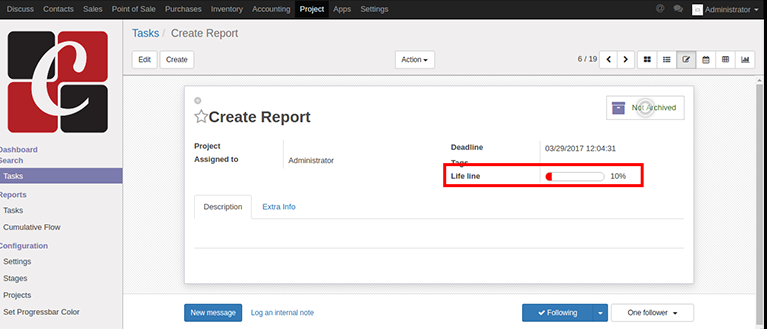 Discuss Contacts Sales Point of Sale Purchases Inventory Accounting Project Apps Settings @ Administrator
Tasks / Create Report
Edit Create Action 6 / 19
Create Report
Not Archived
Project
Assigned to Administrator
Deadline 03/29/2017 12:04:31
Tags
Life line 10%
Description Extra Info
New message Log an internal note Following One follower
C
Dashboard
Search
Tasks
Reports
Tasks
Cumulative Flow
Configuration
Settings
Stages
Projects
Set Progressbar Color